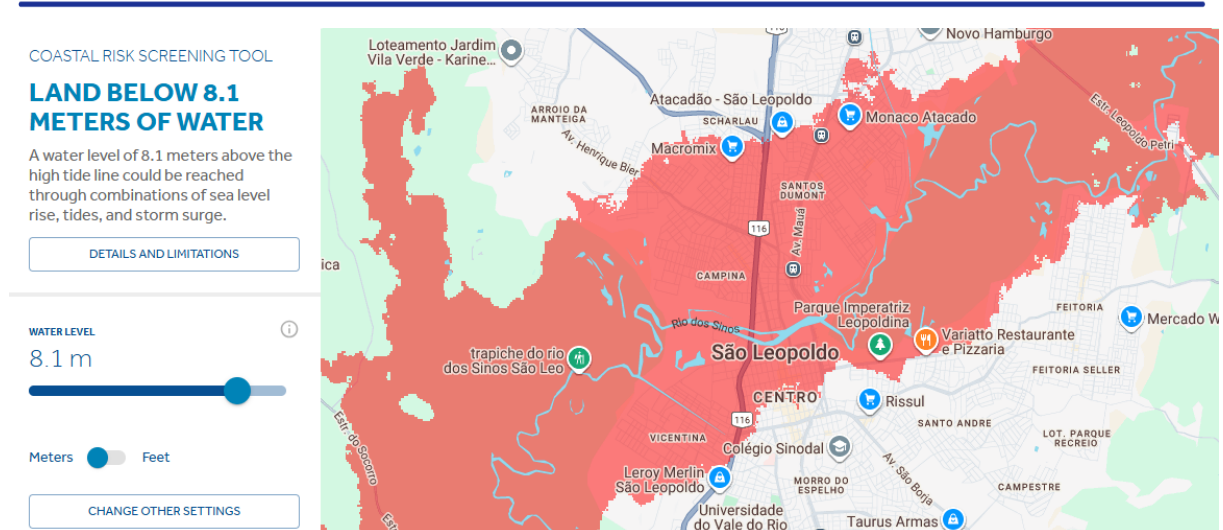 COASTAL RISK SCREENING TOOL
LAND BELOW 8.1
METERS OF WATER
A water level of 8.1 meters above the
high tide line could be reached
through combinations of sea level
rise, tides, and storm surge.
DETAILS AND LIMITATIONS
WATER LEVEL
8.1 m
Meters
Feet
CHANGE OTHER SETTINGS
Loteamento Jardim
Vila Verde - Karine...
Novo Hamburgo
ARROIO DA
MANTEIGA
Atacadão - São Leopoldo
SCHARLAU
Monaco Atacado
Estr. Leopoldo Petri
Av. Henrique Bier
Macromix
SANTOS
DUMONT
Av. Mauá
116
ica
CAMPINA
Parque Imperatriz
Leopoldina
FEITORIA
Mercado W
Rio dos Sinos
Variatto Restaurante
e Pizzaria
trapiche do rio
dos Sinos São Leo
São Leopoldo
FEITORIA SELLER
CENTRO
Rissul
116
SANTO ANDRE
LOT. PARQUE
RECREIO
Estr. do Socorro
VICENTINA
Colégio Sinodal
Av. São Borja
Leroy Merlin
São Leopoldo
MORRO DO
ESPELHO
CAMPESTRE
Universidade
do Vale do Rio
Taurus Armas